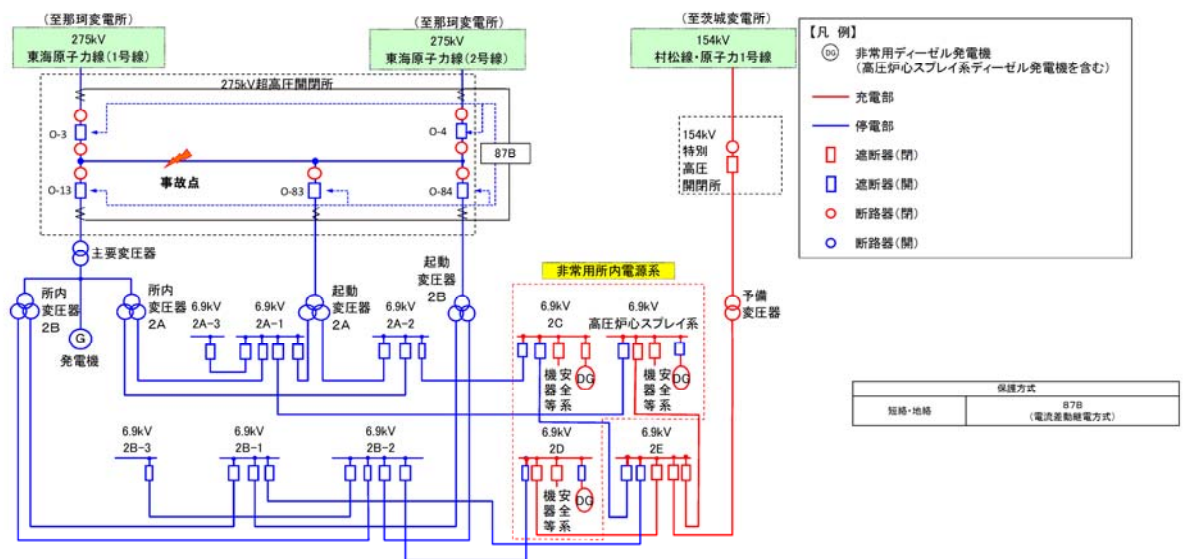 (至那珂変電所)
275kV
東海原子力線(1号線)
(至那珂変電所)
275kV
東海原子力線(2号線)
(至茨城変電所)
154kV
村松線・原子力1号線
【凡 例】
DG
非常用ディーゼル発電機
(高圧炉心スプレイ系ディーゼル発電機を含む)
充電部
停電部
遮断器(閉)
遮断器(開)
断路器(閉)
断路器(開)
275kV超高圧開閉所
O-3
O-4
87B
事故点
O-13
O-83
O-84
154kV
特別
高圧
開閉所
主要変圧器
所内
変圧器
2B
G
発電機
所内
変圧器
2A
6.9kV
2A-3
6.9kV
2A-1
起動
変圧器
2A
6.9kV
2A-2
起動
変圧器
2B
非常用所内電源系
6.9kV
2C
安全系
機器等
DG
6.9kV
高圧炉心スプレイ系
安全系
機器等
DG
予備
変圧器
6.9kV
2B-3
6.9kV
2B-1
6.9kV
2B-2
6.9kV
2D
安全系
機器等
DG
6.9kV
2E
保護方式
短絡・地絡
87B
(電流差動継電方式)